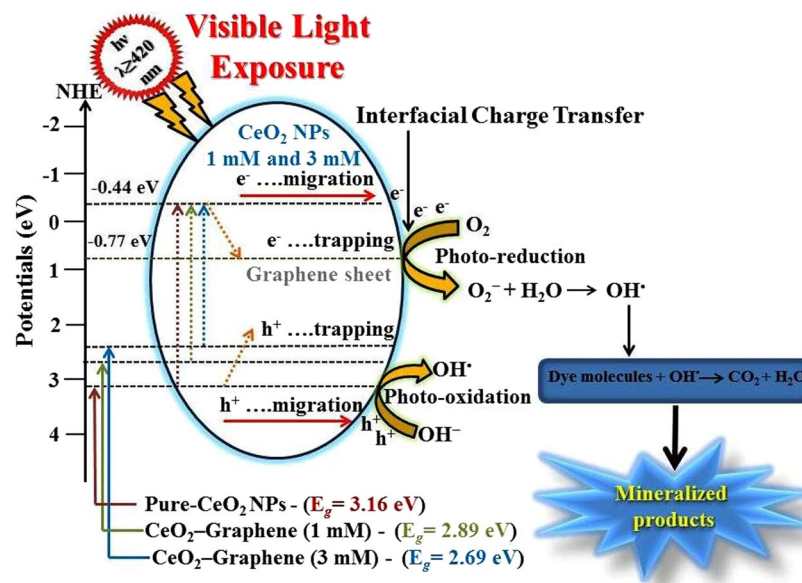 hν
λ≥420
nm
Visible Light
Exposure
NHE
Potentials (eV)
-2
-1
0
1
2
3
4
-0.44 eV
-0.77 eV
CeO₂ NPs
1 mM and 3 mM
e⁻ ....migration
e⁻
e⁻ e⁻
Interfacial Charge Transfer
e⁻ ....trapping
Graphene sheet
O₂
Photo-reduction
O₂⁻ + H₂O → OH•
h⁺ ....trapping
h⁺ ....migration
h⁺
h⁺
OH•
Photo-oxidation
OH⁻
Dye molecules + OH•→ CO₂ + H₂O
Mineralized
products
Pure-CeO₂ NPs - (Eg= 3.16 eV)
CeO₂–Graphene (1 mM) - (Eg= 2.89 eV)
CeO₂–Graphene (3 mM) - (Eg= 2.69 eV)